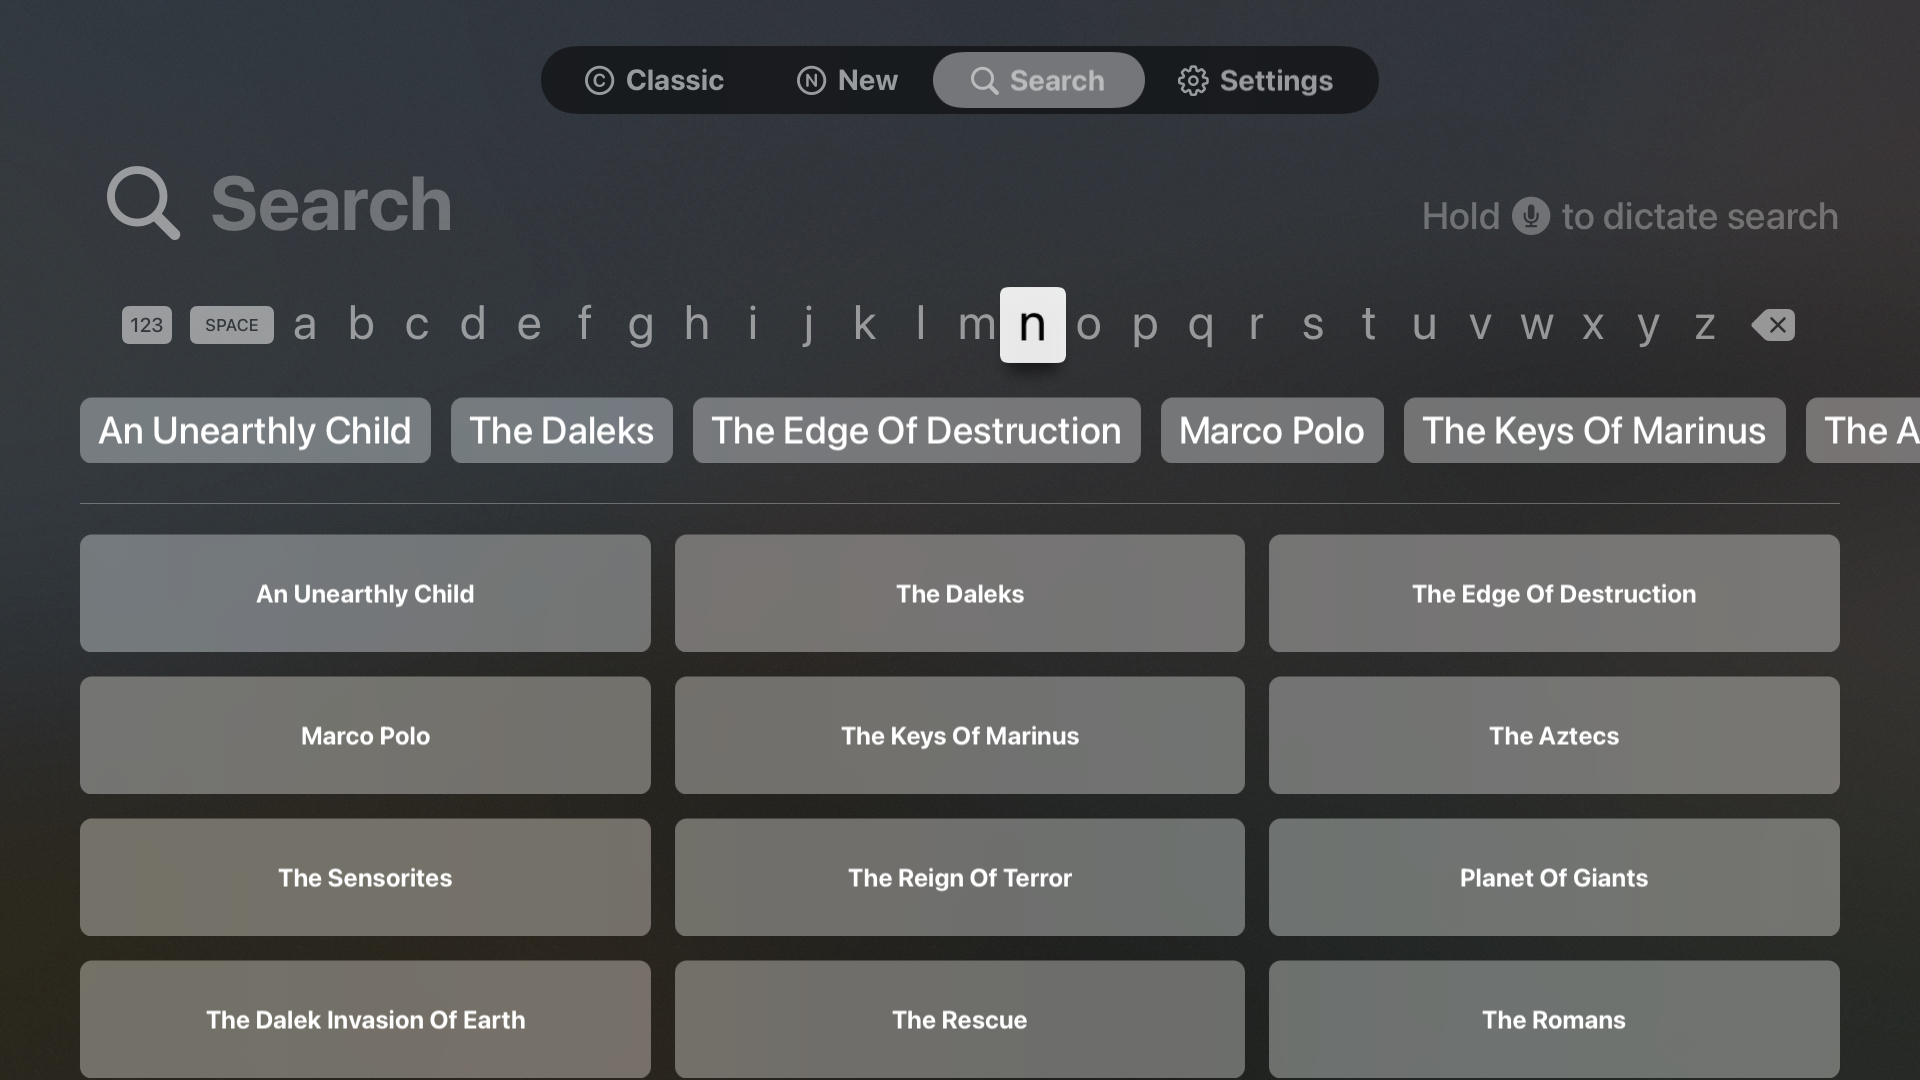 Classic New Search Settings
Search
Hold to dictate search
123 SPACE a b c d e f g h i j k l m n o p q r s t u v w x y z
An Unearthly Child The Daleks The Edge Of Destruction Marco Polo The Keys Of Marinus The A
An Unearthly Child The Daleks The Edge Of Destruction
Marco Polo The Keys Of Marinus The Aztecs
The Sensorites The Reign Of Terror Planet Of Giants
The Dalek Invasion Of Earth The Rescue The Romans